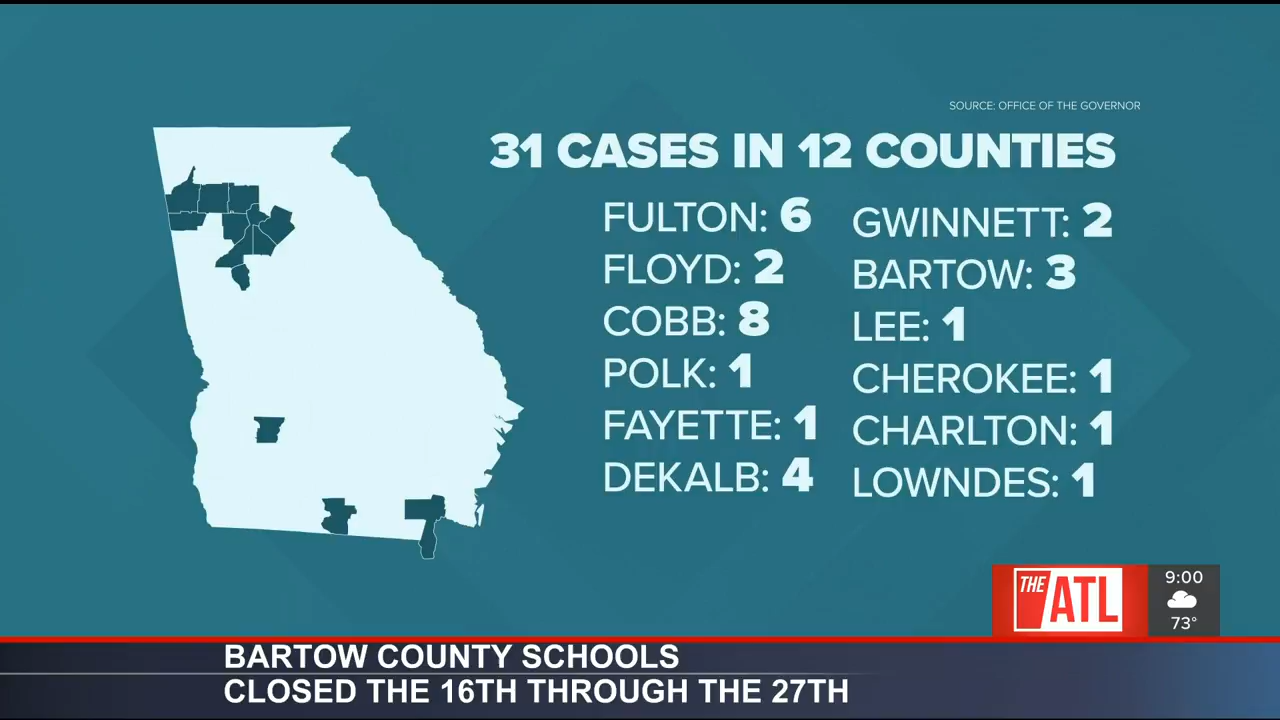 SOURCE: OFFICE OF THE GOVERNOR
31 CASES IN 12 COUNTIES
FULTON: 6
FLOYD: 2
COBB: 8
POLK: 1
FAYETTE: 1
DEKALB: 4
GWINNETT: 2
BARTOW: 3
LEE: 1
CHEROKEE: 1
CHARLTON: 1
LOWNDES: 1
THE ATL
9:00
73°
BARTOW COUNTY SCHOOLS
CLOSED THE 16TH THROUGH THE 27TH